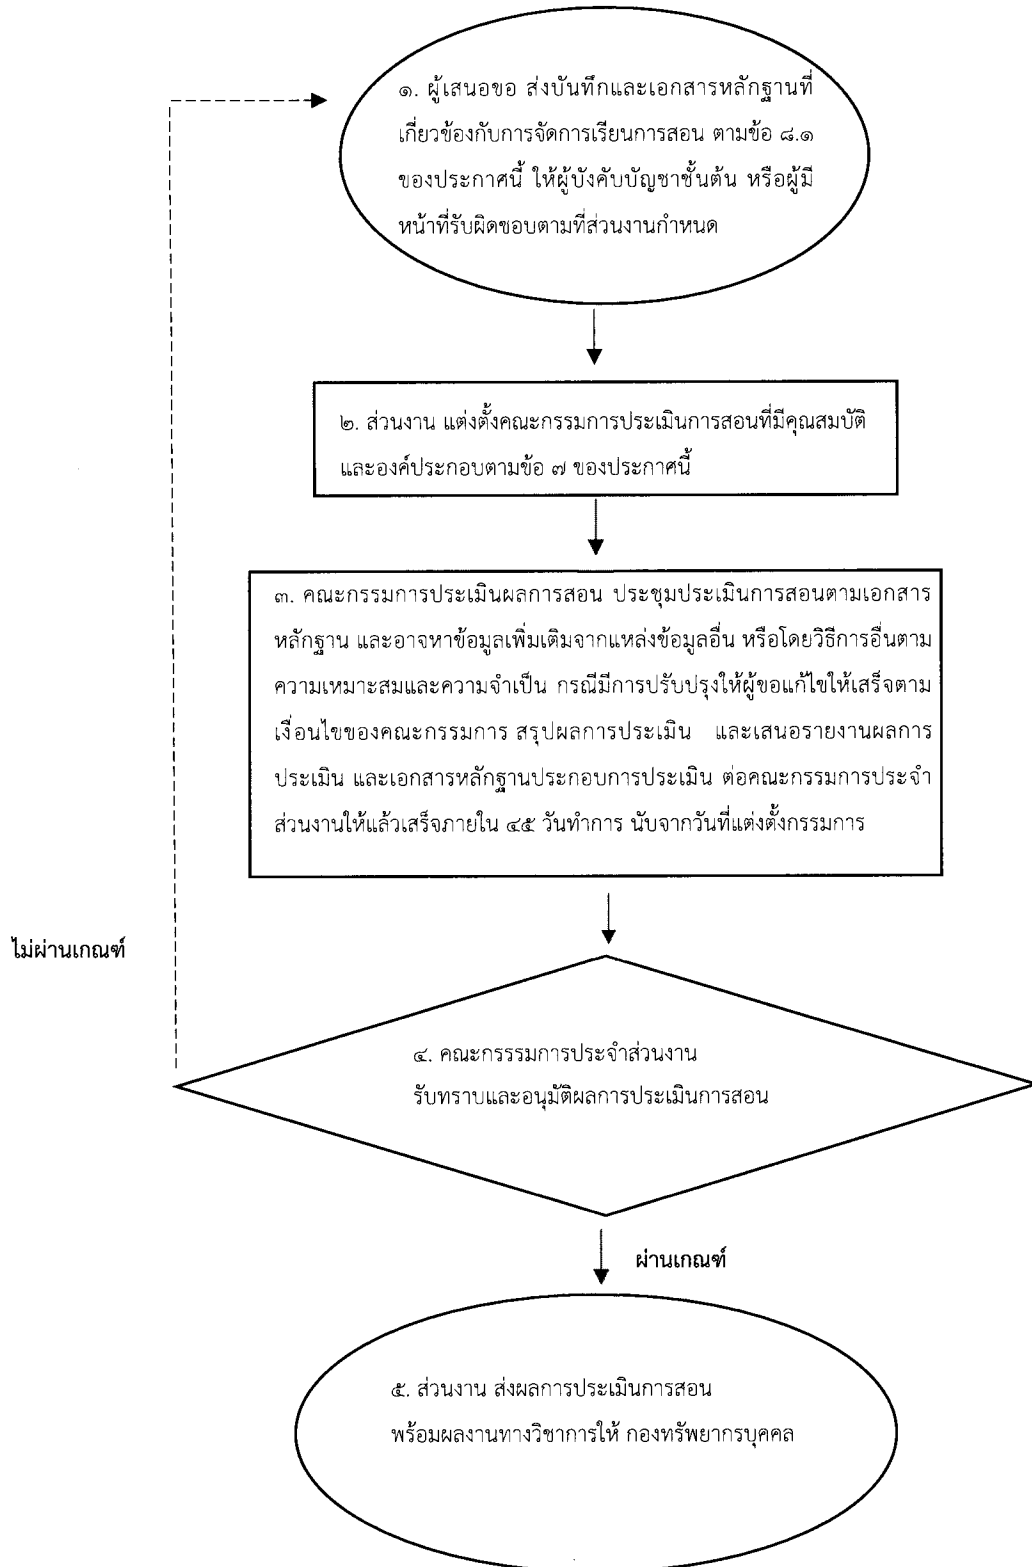 ๑. ผู้เสนอขอ ส่งบันทึกและเอกสารหลักฐานที่
เกี่ยวข้องกับการจัดการเรียนการสอน ตามข้อ ๘.๑
ของประกาศนี้ ให้ผู้บังคับบัญชาชั้นต้น หรือผู้มี
หน้าที่รับผิดชอบตามที่ส่วนงานกำหนด
๒. ส่วนงาน แต่งตั้งคณะกรรมการประเมินการสอนที่มีคุณสมบัติ
และองค์ประกอบตามข้อ ๗ ของประกาศนี้
๓. คณะกรรมการประเมินผลการสอน ประชุมประเมินการสอนตามเอกสาร
หลักฐาน และอาจหาข้อมูลเพิ่มเติมจากแหล่งข้อมูลอื่น หรือโดยวิธีการอื่นตาม
ความเหมาะสมและความจำเป็น กรณีมีการปรับปรุงให้ผู้ขอแก้ไขให้เสร็จตาม
เงื่อนไขของคณะกรรมการ สรุปผลการประเมิน และเสนอรายงานผลการ
ประเมิน และเอกสารหลักฐานประกอบการประเมิน ต่อคณะกรรมการประจำ
ส่วนงานให้แล้วเสร็จภายใน ๔๕ วันทำการ นับจากวันที่แต่งตั้งกรรมการ
ไม่ผ่านเกณฑ์
๔. คณะกรรรมการประจำส่วนงาน
รับทราบและอนุมัติผลการประเมินการสอน
ผ่านเกณฑ์
๕. ส่วนงาน ส่งผลการประเมินการสอน
พร้อมผลงานทางวิชาการให้ กองทรัพยากรบุคคล